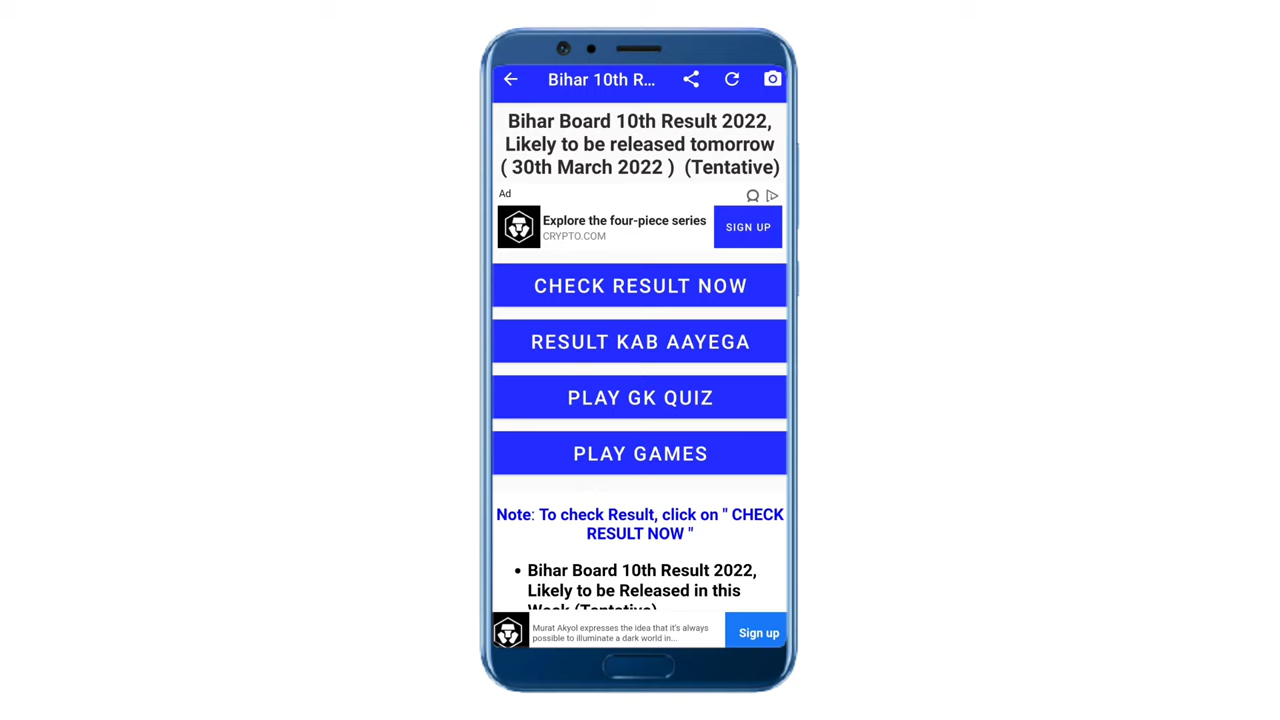 Bihar 10th R...
Bihar Board 10th Result 2022,
Likely to be released tomorrow
( 30th March 2022 ) (Tentative)
Ad
Explore the four-piece series
CRYPTO.COM
SIGN UP
CHECK RESULT NOW
RESULT KAB AAYEGA
PLAY GK QUIZ
PLAY GAMES
Note: To check Result, click on " CHECK
RESULT NOW "
• Bihar Board 10th Result 2022,
Likely to be Released in this
Week (Tentative)
Murat Akyol expresses the idea that it's always
possible to illuminate a dark world in...
Sign up